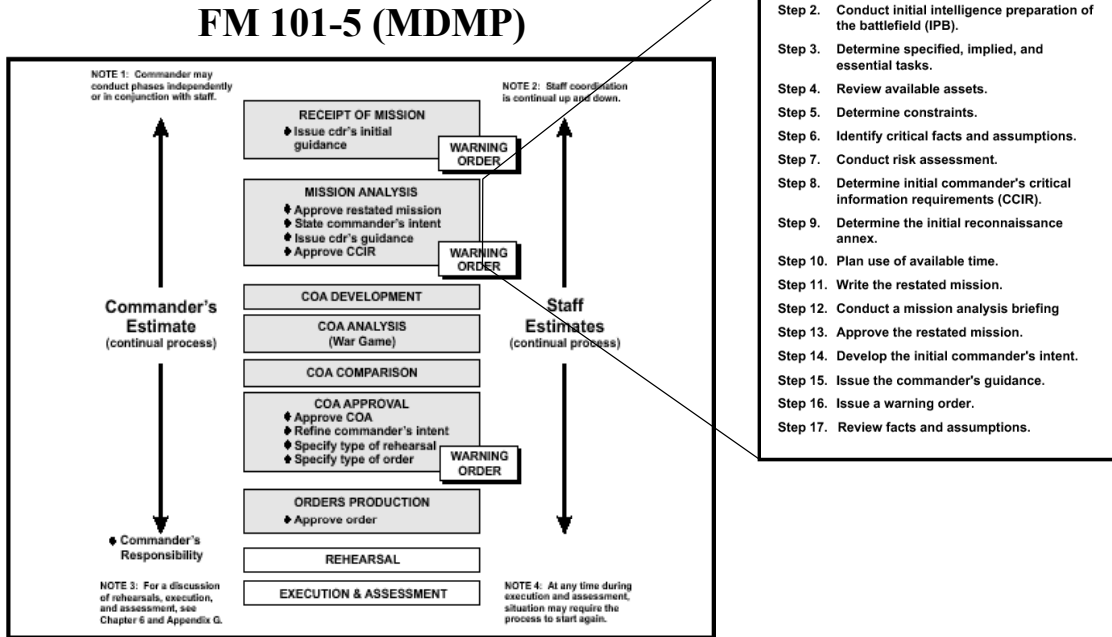 FM 101-5 (MDMP)
NOTE 1: Commander may
conduct phases independently
or in conjunction with staff.
NOTE 2: Staff coordination
is continual up and down.
RECEIPT OF MISSION
Issue cdr's initial
guidance
WARNING
ORDER
MISSION ANALYSIS
Approve restated mission
State commander's intent
Issue cdr's guidance
Approve CCIR
WARNING
ORDER
Commander's
Estimate
(continual process)
COA DEVELOPMENT
COA ANALYSIS
(War Game)
COA COMPARISON
Staff
Estimates
(continual process)
COA APPROVAL
Approve COA
Refine commander's intent
Specify type of rehearsal
Specify type of order
WARNING
ORDER
ORDERS PRODUCTION
Approve order
Commander's
Responsibility
REHEARSAL
EXECUTION & ASSESSMENT
NOTE 3: For a discussion
of rehearsals, execution,
and assessment, see
Chapter 6 and Appendix G.
NOTE 4: At any time during
execution and assessment,
situation may require the
process to start again.
Step 2. Conduct initial intelligence preparation of
the battlefield (IPB).
Step 3. Determine specified, implied, and
essential tasks.
Step 4. Review available assets.
Step 5. Determine constraints.
Step 6. Identify critical facts and assumptions.
Step 7. Conduct risk assessment.
Step 8. Determine initial commander's critical
information requirements (CCIR).
Step 9. Determine the initial reconnaissance
annex.
Step 10. Plan use of available time.
Step 11. Write the restated mission.
Step 12. Conduct a mission analysis briefing
Step 13. Approve the restated mission.
Step 14. Develop the initial commander's intent.
Step 15. Issue the commander's guidance.
Step 16. Issue a warning order.
Step 17. Review facts and assumptions.